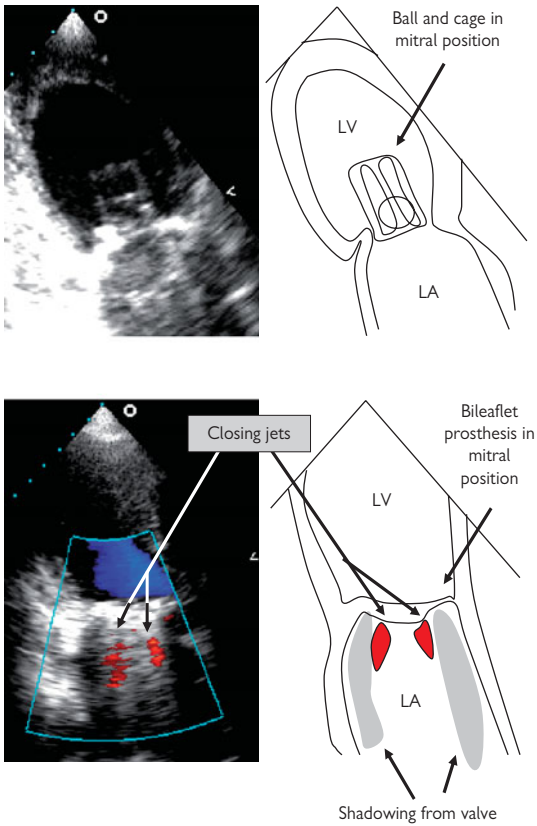 Ball and cage in
mitral position
LV
LA
Closing jets
Bileaflet
prosthesis in
mitral
position
LV
LA
Shadowing from valve